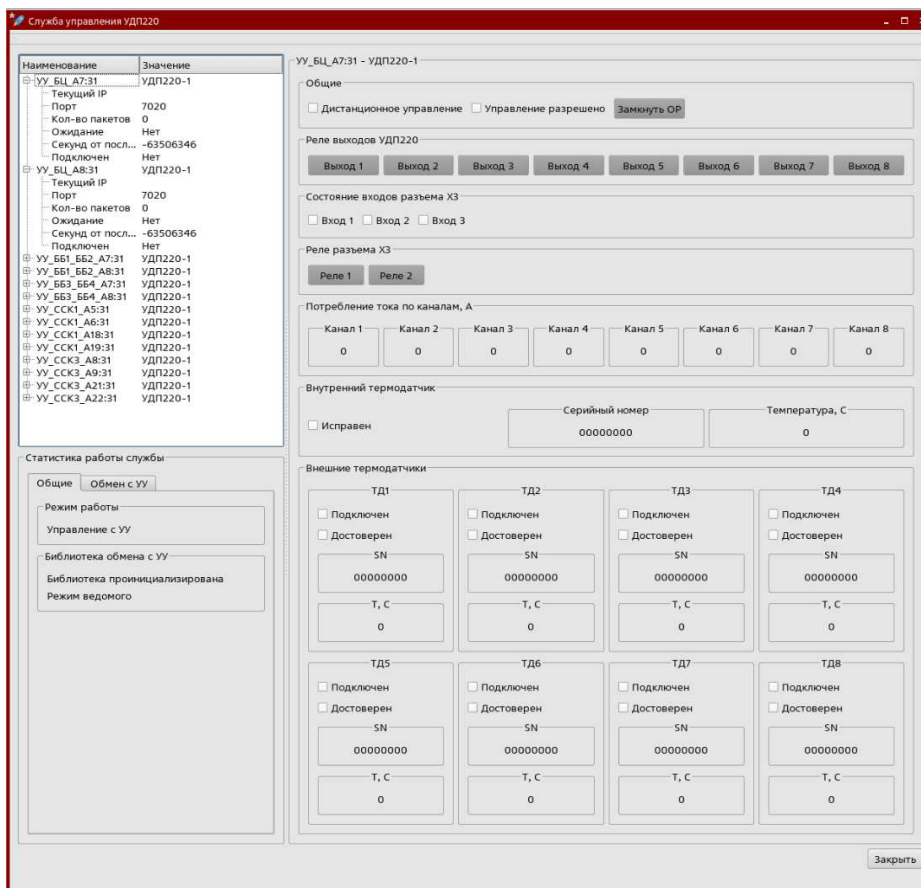 Служба управления УДП220
Наименование Значение
УУ_БЦ_А7:31 УДП220-1
Текущий IP
Порт 7020
Кол-во пакетов 0
Ожидание Нет
Секунд от посл... -63506346
Подключен Нет
УУ_БЦ_А8:31 УДП220-1
Текущий IP
Порт 7020
Кол-во пакетов 0
Ожидание Нет
Секунд от посл... -63506346
Подключен Нет
УУ_ББ1_ББ2_А7:31 УДП220-1
УУ_ББ1_ББ2_А8:31 УДП220-1
УУ_ББ3_ББ4_А7:31 УДП220-1
УУ_ББ3_ББ4_А8:31 УДП220-1
УУ_ССК1_А5:31 УДП220-1
УУ_ССК1_А6:31 УДП220-1
УУ_ССК1_А18:31 УДП220-1
УУ_ССК1_А19:31 УДП220-1
УУ_ССК3_А8:31 УДП220-1
УУ_ССК3_А9:31 УДП220-1
УУ_ССК3_А21:31 УДП220-1
УУ_ССК3_А22:31 УДП220-1
Статистика работы службы
Общие Обмен с УУ
Режим работы
Управление с УУ
Библиотека обмена с УУ
Библиотека проинициализирована
Режим ведомого
УУ_БЦ_А7:31 - УДП220-1
Общие
Дистанционное управление Управление разрешено Замкнуть ОР
Реле выходов УДП220
Выход 1 Выход 2 Выход 3 Выход 4 Выход 5 Выход 6 Выход 7 Выход 8
Состояние входов разъема Х3
Вход 1 Вход 2 Вход 3
Реле разъема Х3
Реле 1 Реле 2
Потребление тока по каналам, А
Канал 1 Канал 2 Канал 3 Канал 4 Канал 5 Канал 6 Канал 7 Канал 8
0 0 0 0 0 0 0 0
Внутренний термодатчик
Серийный номер Температура, С
Исправен 00000000 0
Внешние термодатчики
ТД1 ТД2 ТД3 ТД4
Подключен Подключен Подключен Подключен
Достоверен Достоверен Достоверен Достоверен
SN SN SN SN
00000000 00000000 00000000 00000000
Т, С Т, С Т, С Т, С
0 0 0 0
ТД5 ТД6 ТД7 ТД8
Подключен Подключен Подключен Подключен
Достоверен Достоверен Достоверен Достоверен
SN SN SN SN
00000000 00000000 00000000 00000000
Т, С Т, С Т, С Т, С
0 0 0 0
Закрыть